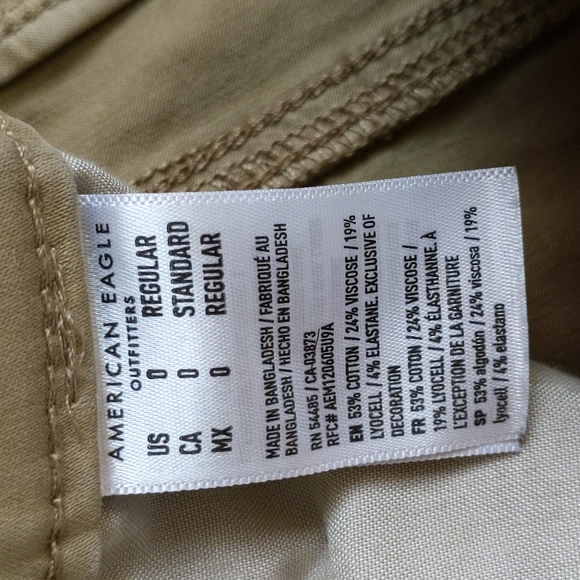 AMERICAN EAGLE
OUTFITTERS
US 0 REGULAR
CA 0 STANDARD
MX 0 REGULAR
MADE IN BANGLADESH / FABRIQUÉ AU
BANGLADESH / HECHO EN BANGLADESH
RN 54485 / CA 03873
RFC# AEM120605U9A
EN 53% COTTON / 24% VISCOSE / 19%
LYOCELL / 4% ELASTANE. EXCLUSIVE OF
DECORATION
FR 53% COTON / 24% VISCOSE /
19% LYOCELL / 4% ÉLASTHANNE. À
L'EXCEPTION DE LA GARNITURE
SP 53% algodón / 24% viscosa / 19%
lyocell / 4% elastano